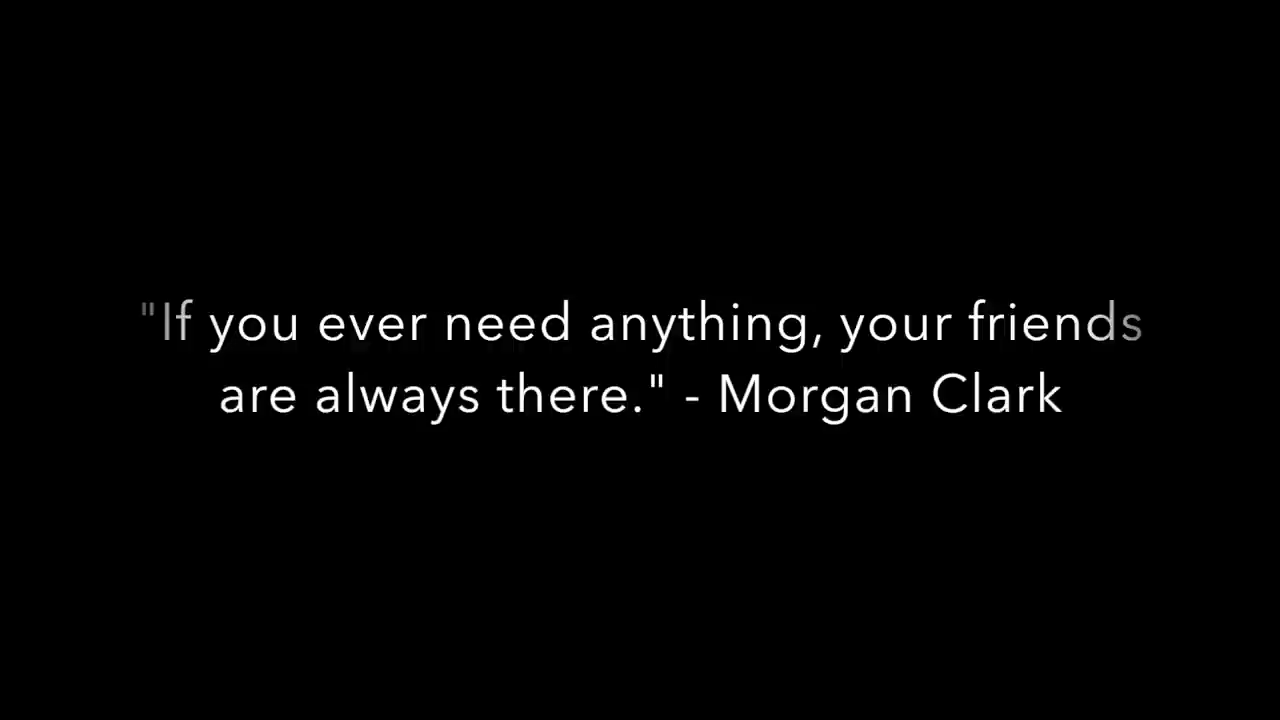 "If you ever need anything, your friends
are always there." - Morgan Clark